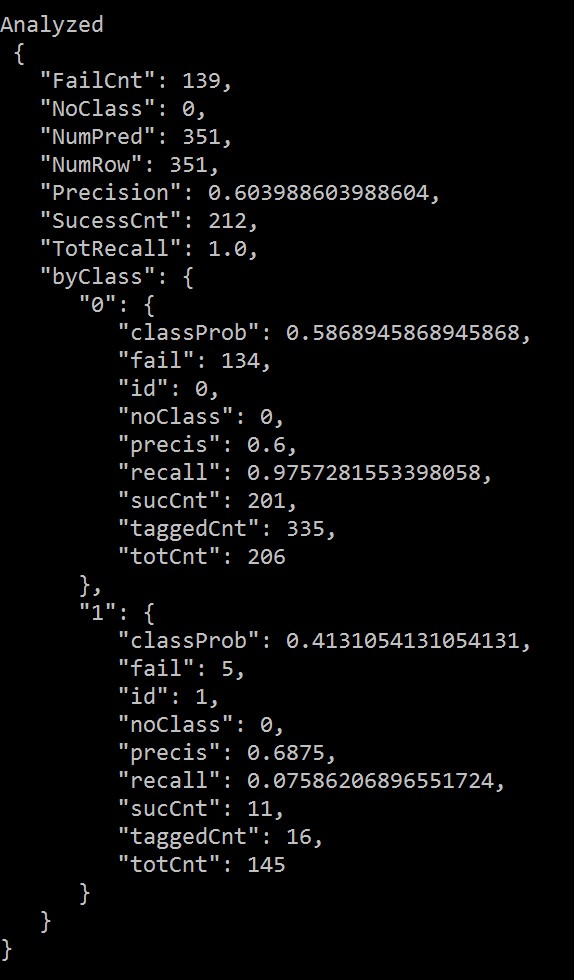 Analyzed
 {
   "FailCnt": 139,
   "NoClass": 0,
   "NumPred": 351,
   "NumRow": 351,
   "Precision": 0.603988603988604,
   "SucessCnt": 212,
   "TotRecall": 1.0,
   "byClass": {
      "0": {
         "classProb": 0.5868945868945868,
         "fail": 134,
         "id": 0,
         "noClass": 0,
         "precis": 0.6,
         "recall": 0.9757281553398058,
         "sucCnt": 201,
         "taggedCnt": 335,
         "totCnt": 206
      },
      "1": {
         "classProb": 0.4131054131054131,
         "fail": 5,
         "id": 1,
         "noClass": 0,
         "precis": 0.6875,
         "recall": 0.07586206896551724,
         "sucCnt": 11,
         "taggedCnt": 16,
         "totCnt": 145
      }
   }
}